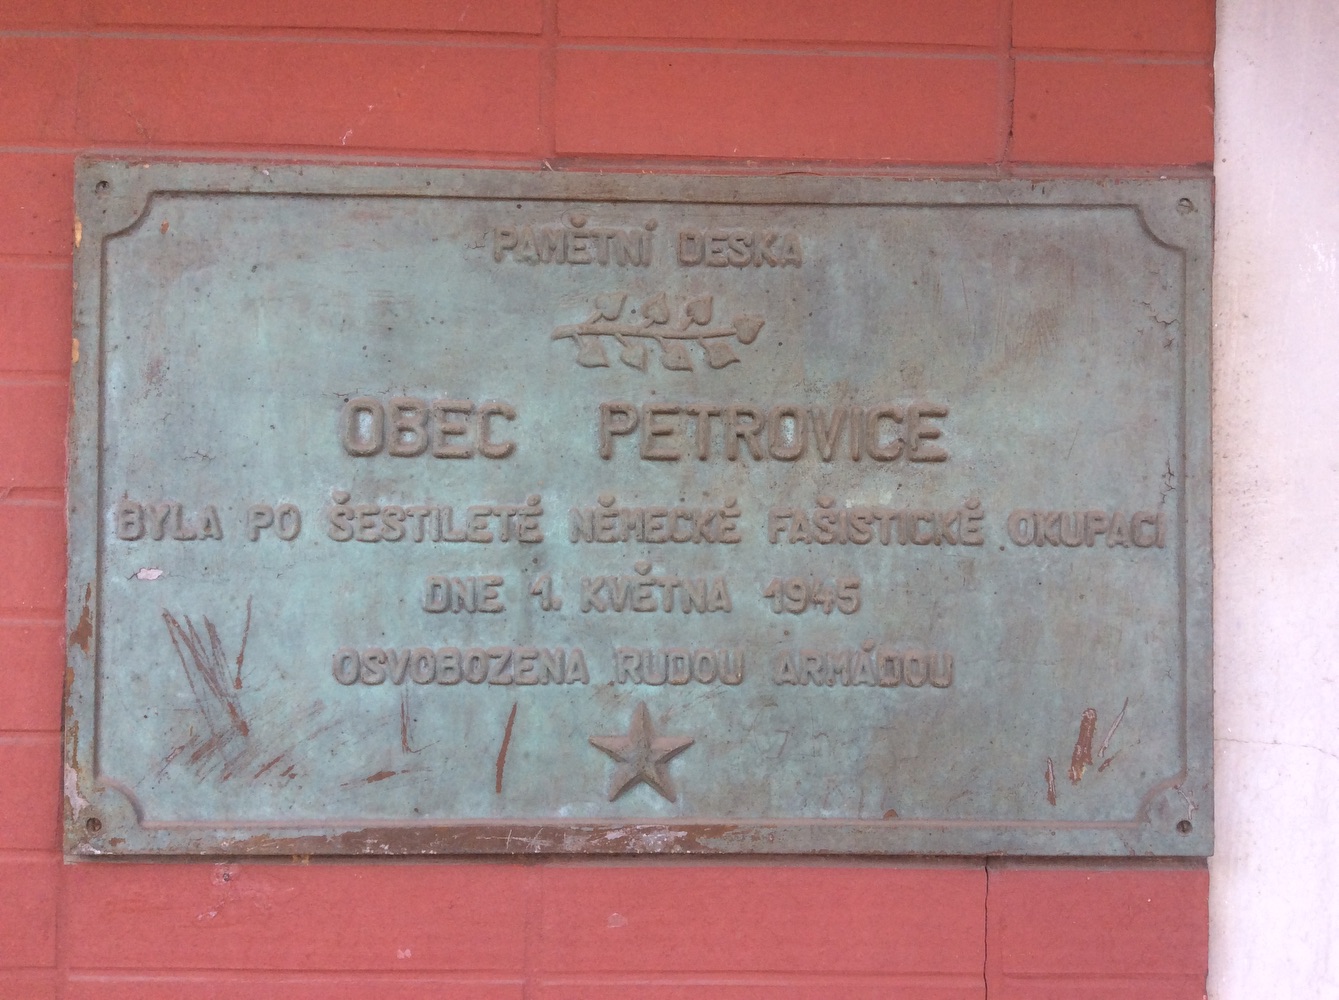 PAMĚTNÍ DESKA
OBEC PETROVICE
BYLA PO ŠESTILETÉ NĚMECKÉ FAŠISTICKÉ OKUPACI
DNE 1. KVĚTNA 1945
OSVOBOZENA RUDOU ARMÁDOU